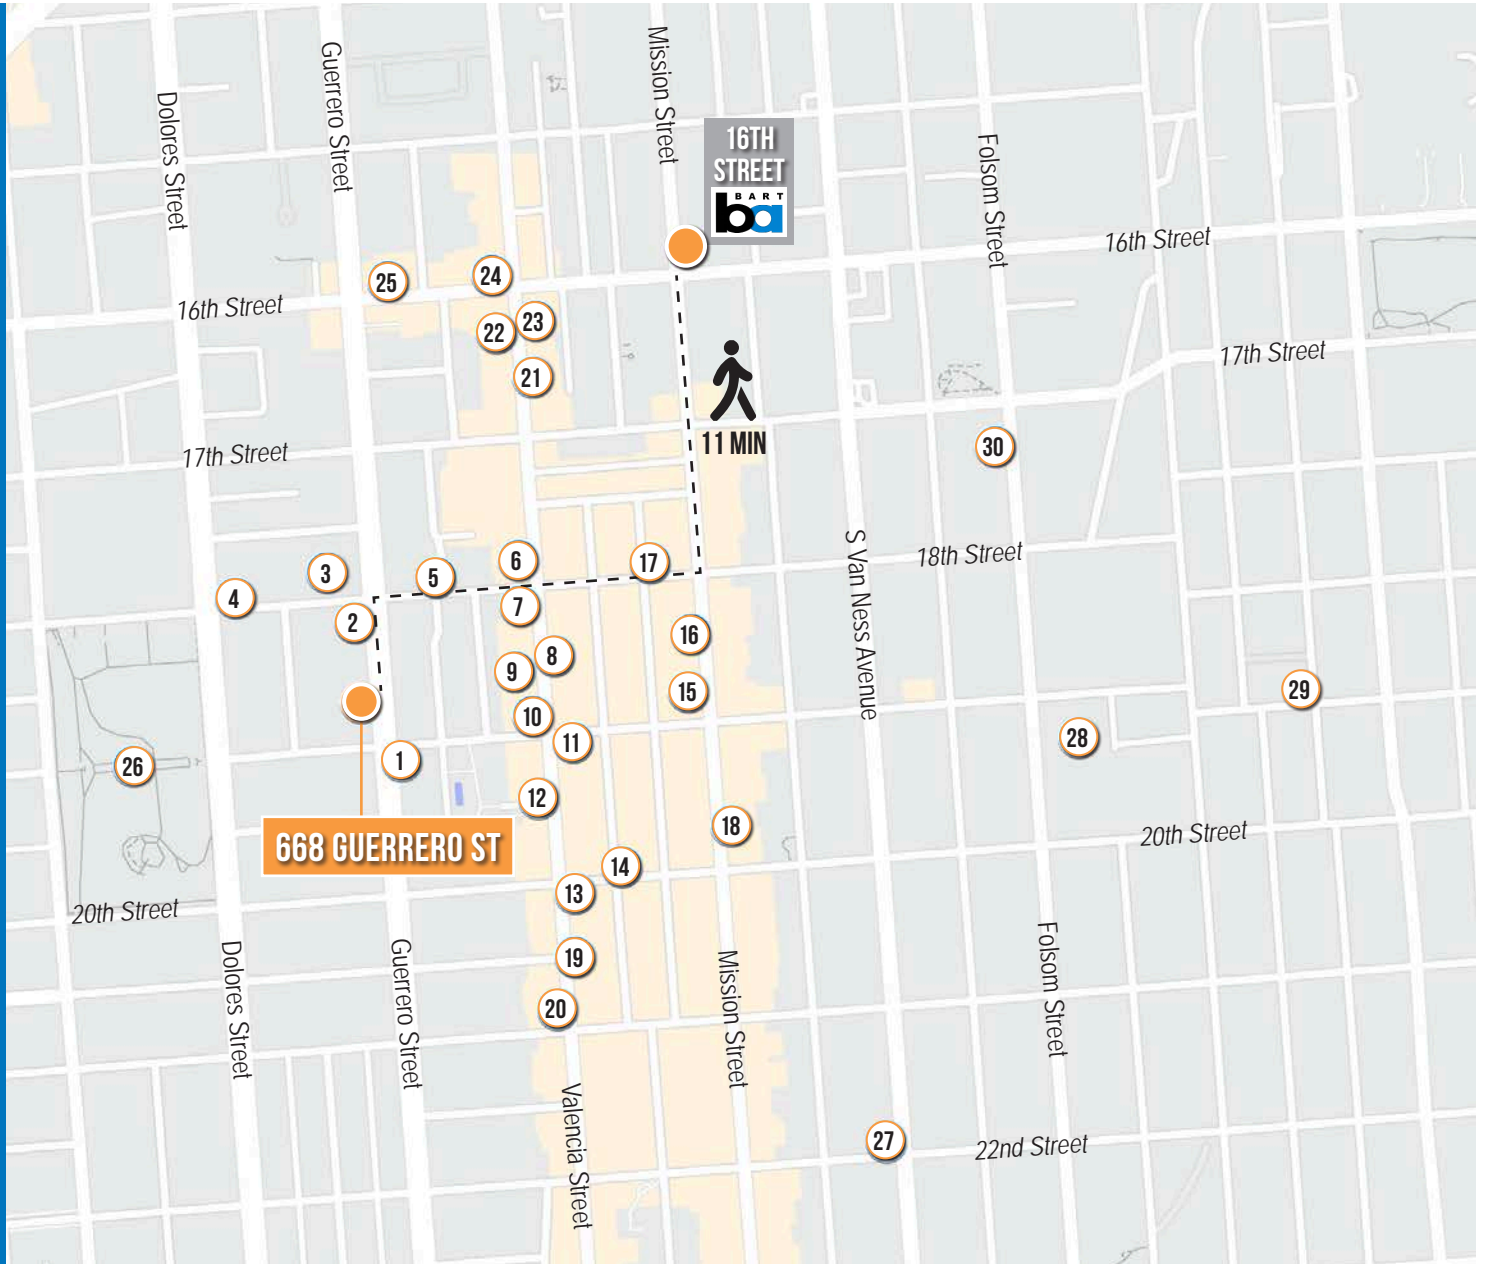 Mission Street
Guerrero Street
Dolores Street
16TH
STREET
BART
ba
Folsom Street
16th Street
24
25
16th Street
23
22
17th Street
21
11 MIN
30
17th Street
18th Street
6
17
3
5
4
7
2
16
S Van Ness Avenue
8
9
15
29
10
28
11
1
26
12
18
20th Street
668 GUERRERO ST
14
13
20th Street
19
20
Dolores Street
Guerrero Street
Mission Street
Folsom Street
Valencia Street
27
22nd Street